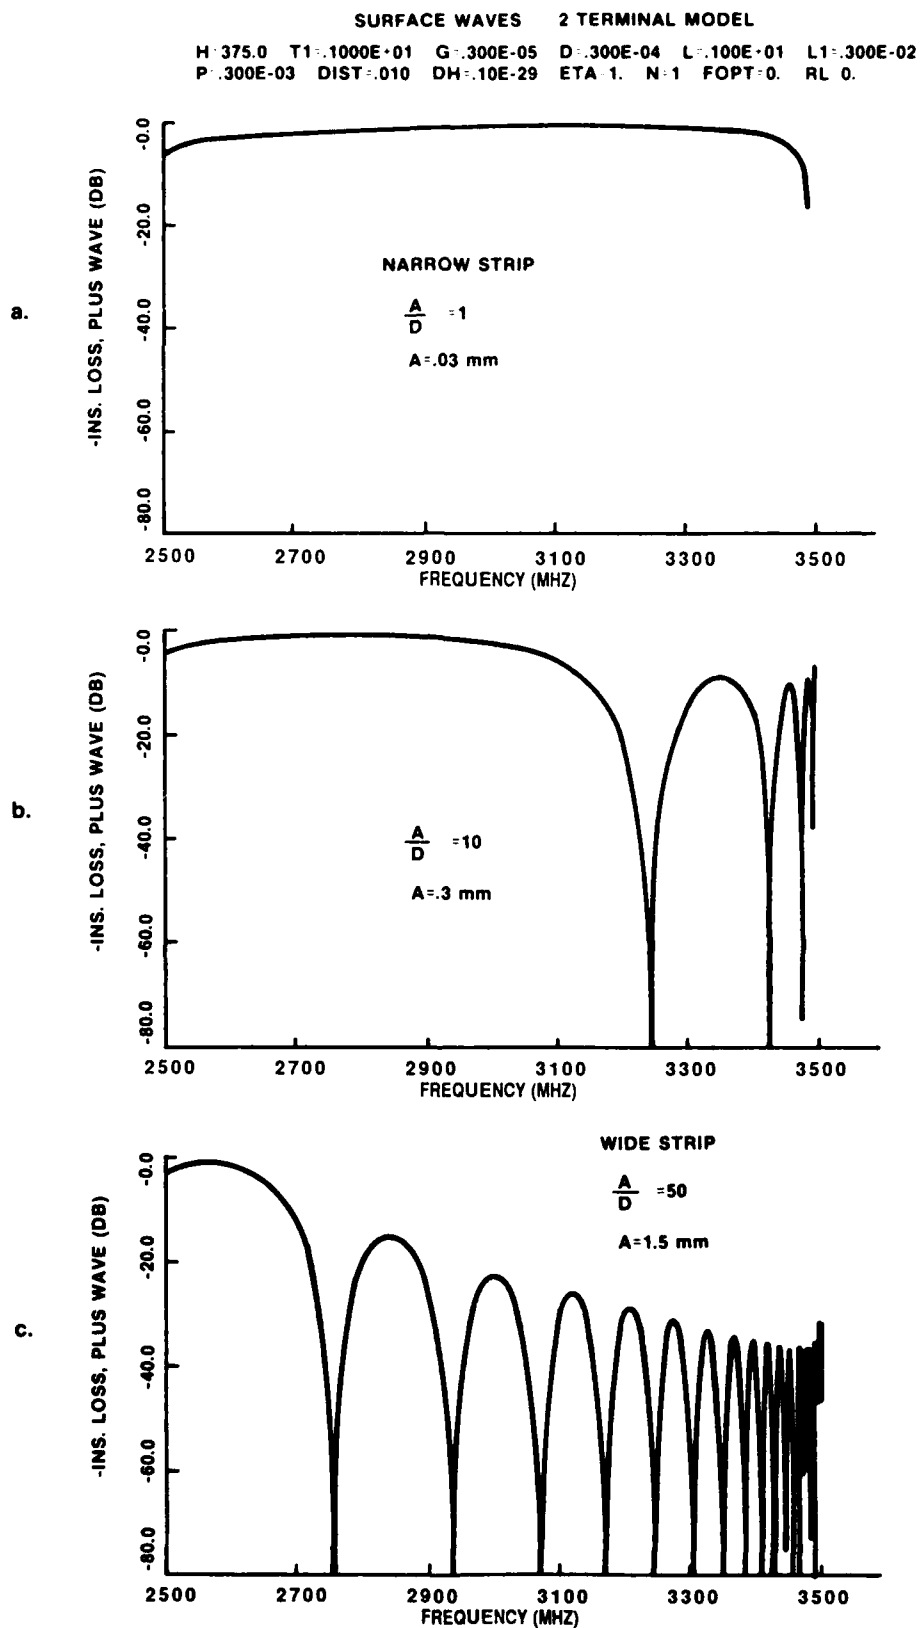 SURFACE WAVES 2 TERMINAL MODEL
H=375.0 T1=.1000E+01 G=.300E-05 D=.300E-04 L=.100E+01 L1=.300E-02
P=.300E-03 DIST=.010 DH=.10E-29 ETA=1. N=1 FOPT=0. RL 0.
a.
-INS. LOSS, PLUS WAVE (DB)
-0.0
-20.0
-40.0
-60.0
-80.0
NARROW STRIP
A/D =1
A=.03 mm
2500 2700 2900 3100 3300 3500
FREQUENCY (MHZ)
b.
-INS. LOSS, PLUS WAVE (DB)
-0.0
-20.0
-40.0
-60.0
-80.0
A/D =10
A=.3 mm
2500 2700 2900 3100 3300 3500
FREQUENCY (MHZ)
c.
-INS. LOSS, PLUS WAVE (DB)
-0.0
-20.0
-40.0
-60.0
-80.0
WIDE STRIP
A/D =50
A=1.5 mm
2500 2700 2900 3100 3300 3500
FREQUENCY (MHZ)